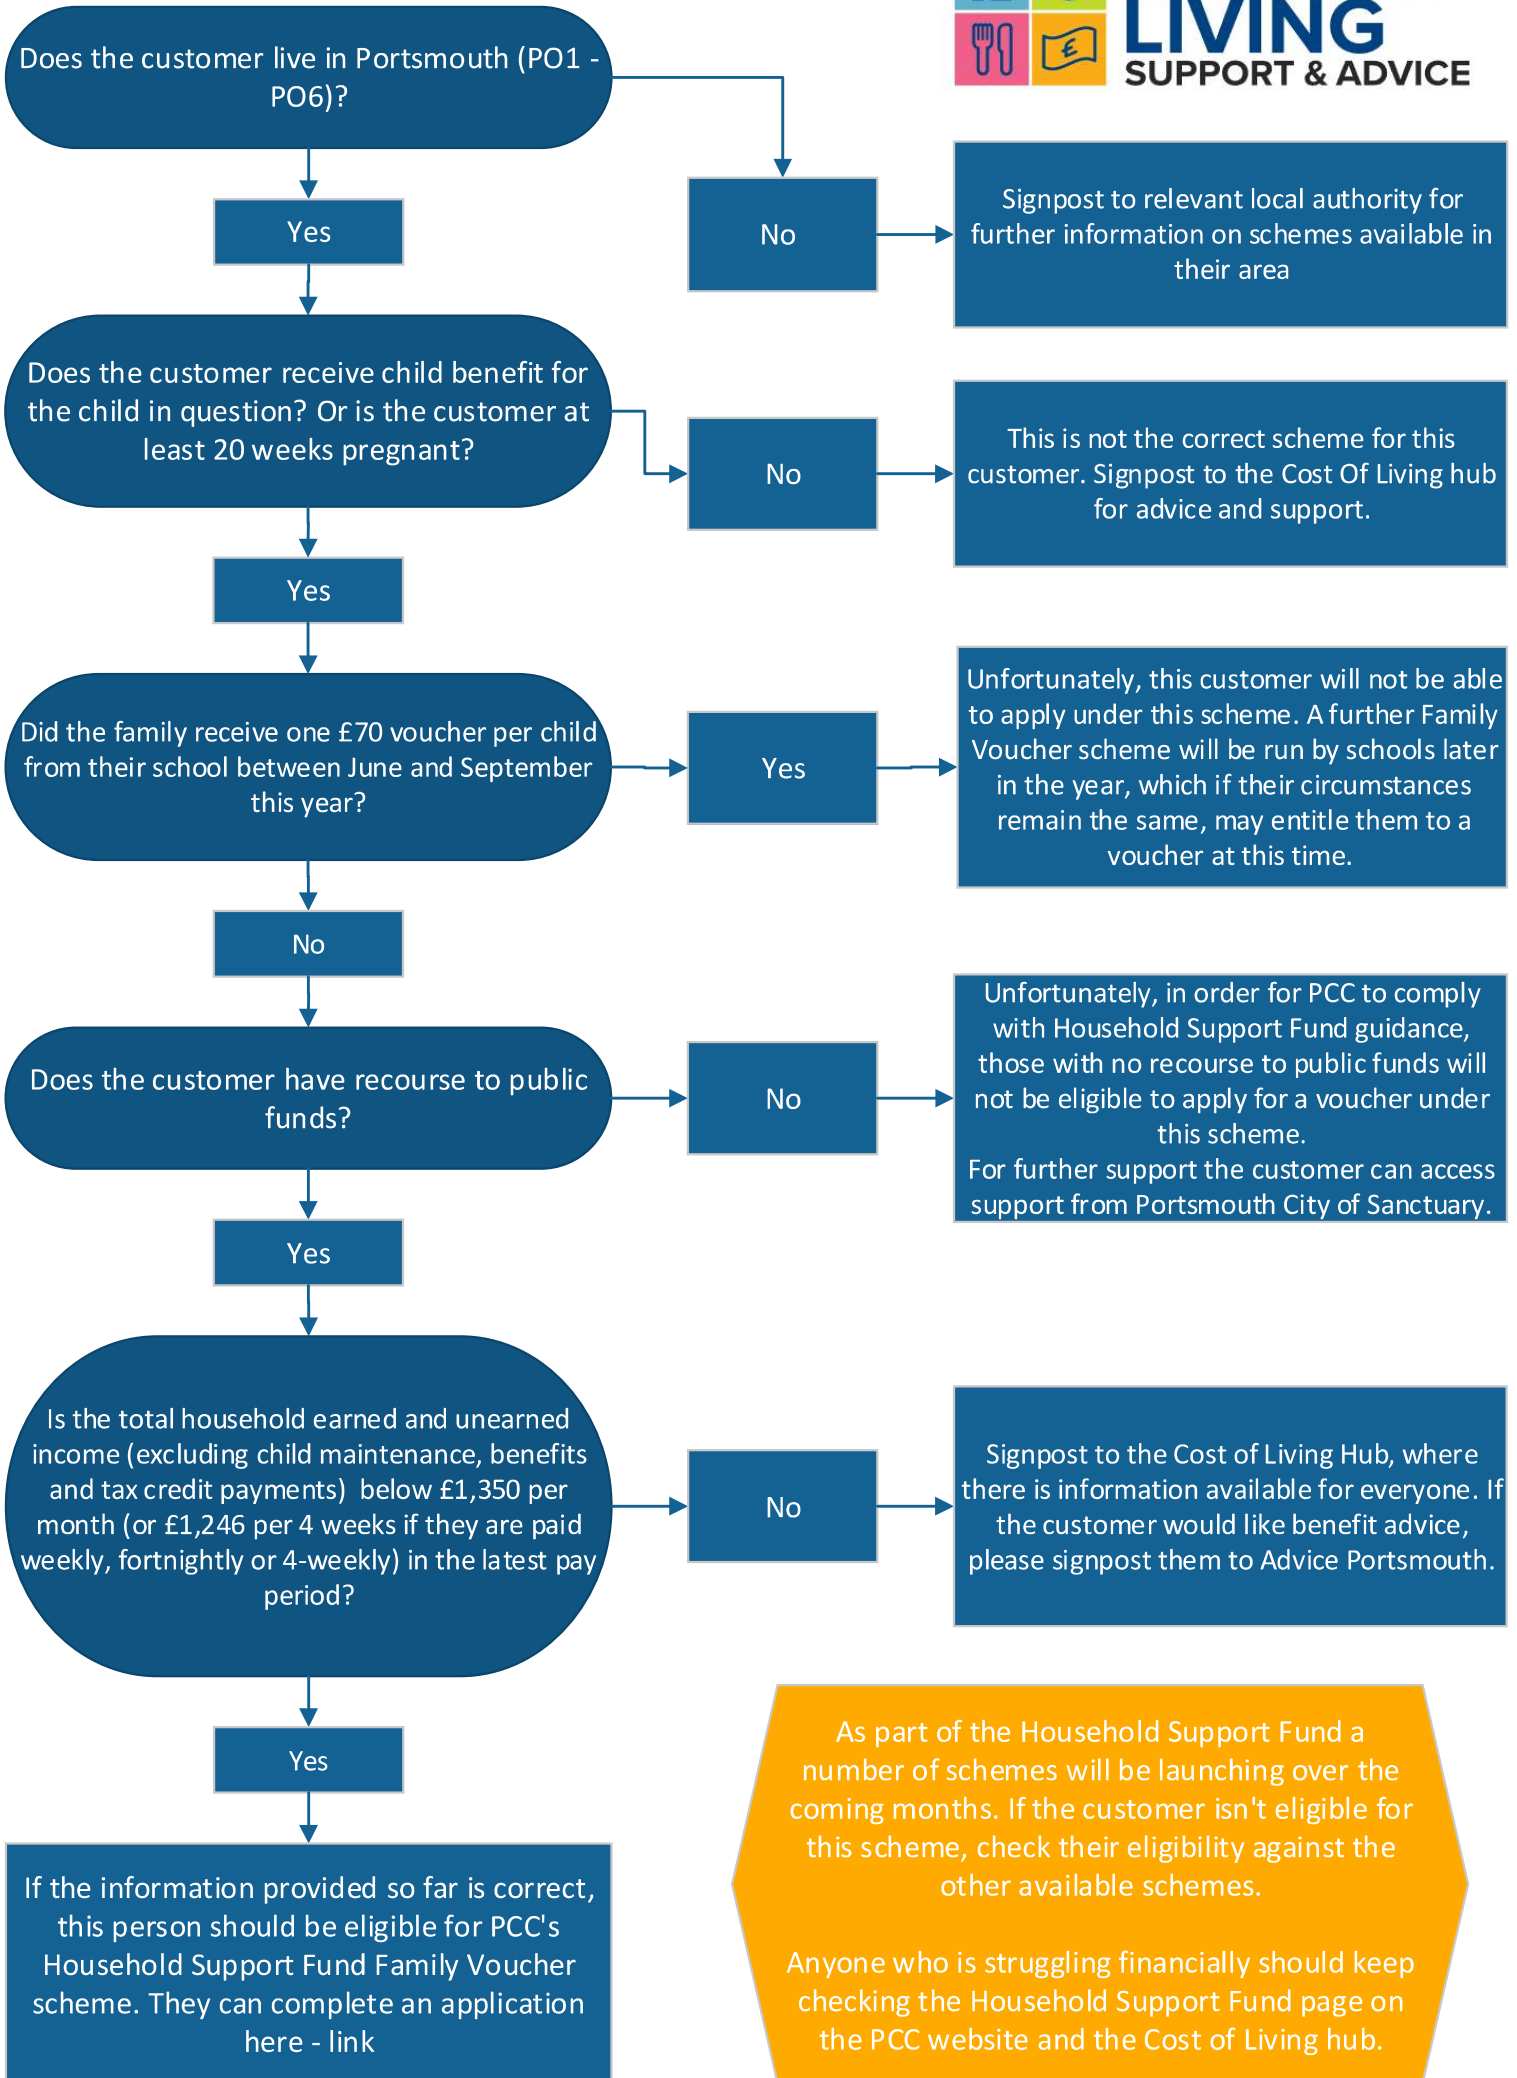 LIVING
SUPPORT & ADVICE
Does the customer live in Portsmouth (PO1 -
PO6)?
Yes
No
Signpost to relevant local authority for
further information on schemes available in
their area
Does the customer receive child benefit for
the child in question? Or is the customer at
least 20 weeks pregnant?
No
This is not the correct scheme for this
customer. Signpost to the Cost Of Living hub
for advice and support.
Yes
Did the family receive one £70 voucher per child
from their school between June and September
this year?
Yes
Unfortunately, this customer will not be able
to apply under this scheme. A further Family
Voucher scheme will be run by schools later
in the year, which if their circumstances
remain the same, may entitle them to a
voucher at this time.
No
Does the customer have recourse to public
funds?
No
Unfortunately, in order for PCC to comply
with Household Support Fund guidance,
those with no recourse to public funds will
not be eligible to apply for a voucher under
this scheme.
For further support the customer can access
support from Portsmouth City of Sanctuary.
Yes
Is the total household earned and unearned
income (excluding child maintenance, benefits
and tax credit payments)  below £1,350 per
month (or £1,246 per 4 weeks if they are paid
weekly, fortnightly or 4-weekly) in the latest pay
period?
No
Signpost to the Cost of Living Hub, where
there is information available for everyone. If
the customer would like benefit advice,
please signpost them to Advice Portsmouth.
Yes
If the information provided so far is correct,
this person should be eligible for PCC's
Household Support Fund Family Voucher
scheme. They can complete an application
here - link
As part of the Household Support Fund a
number of schemes will be launching over the
coming months. If the customer isn't eligible for
this scheme, check their eligibility against the
other available schemes.
Anyone who is struggling financially should keep
checking the Household Support Fund page on
the PCC website and the Cost of Living hub.